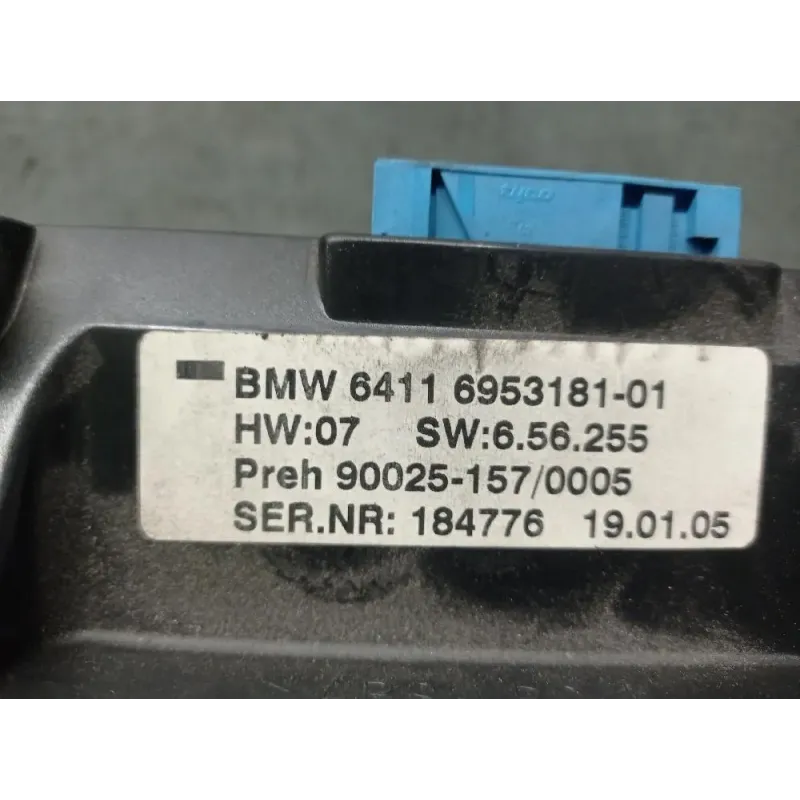 BMW 6411 6953181-01
HW:07 SW:6.56.255
Preh 90025-157/0005
SER.NR: 184776 19.01.05